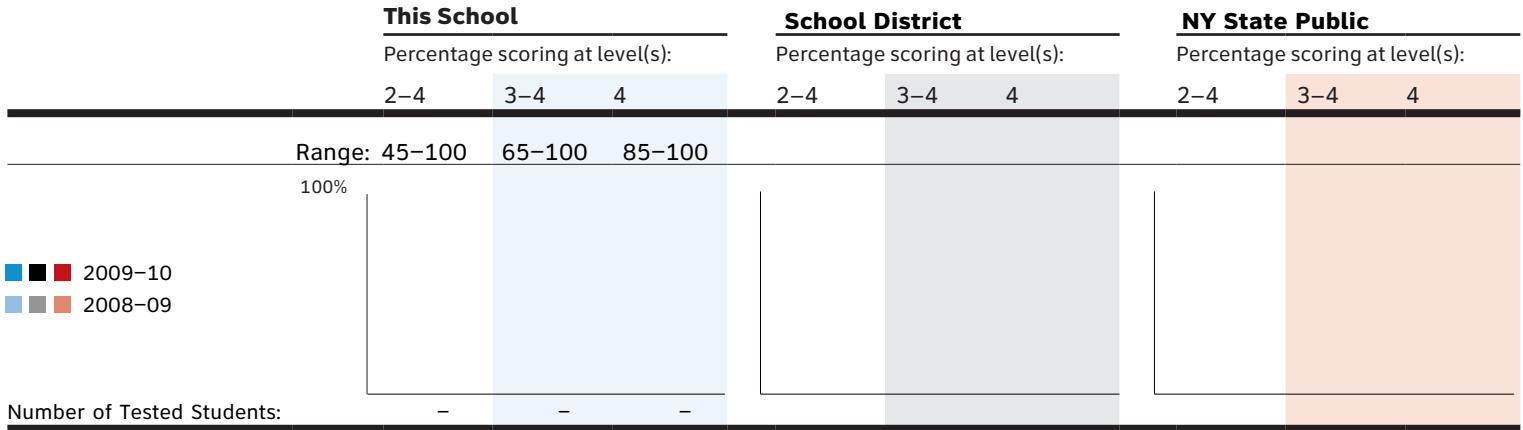 This School School District NY State Public
Percentage scoring at level(s): Percentage scoring at level(s): Percentage scoring at level(s):
2–4 3–4 4 2–4 3–4 4 2–4 3–4 4
Range: 45–100 65–100 85–100
100%
2009–10
2008–09
Number of Tested Students: – – –